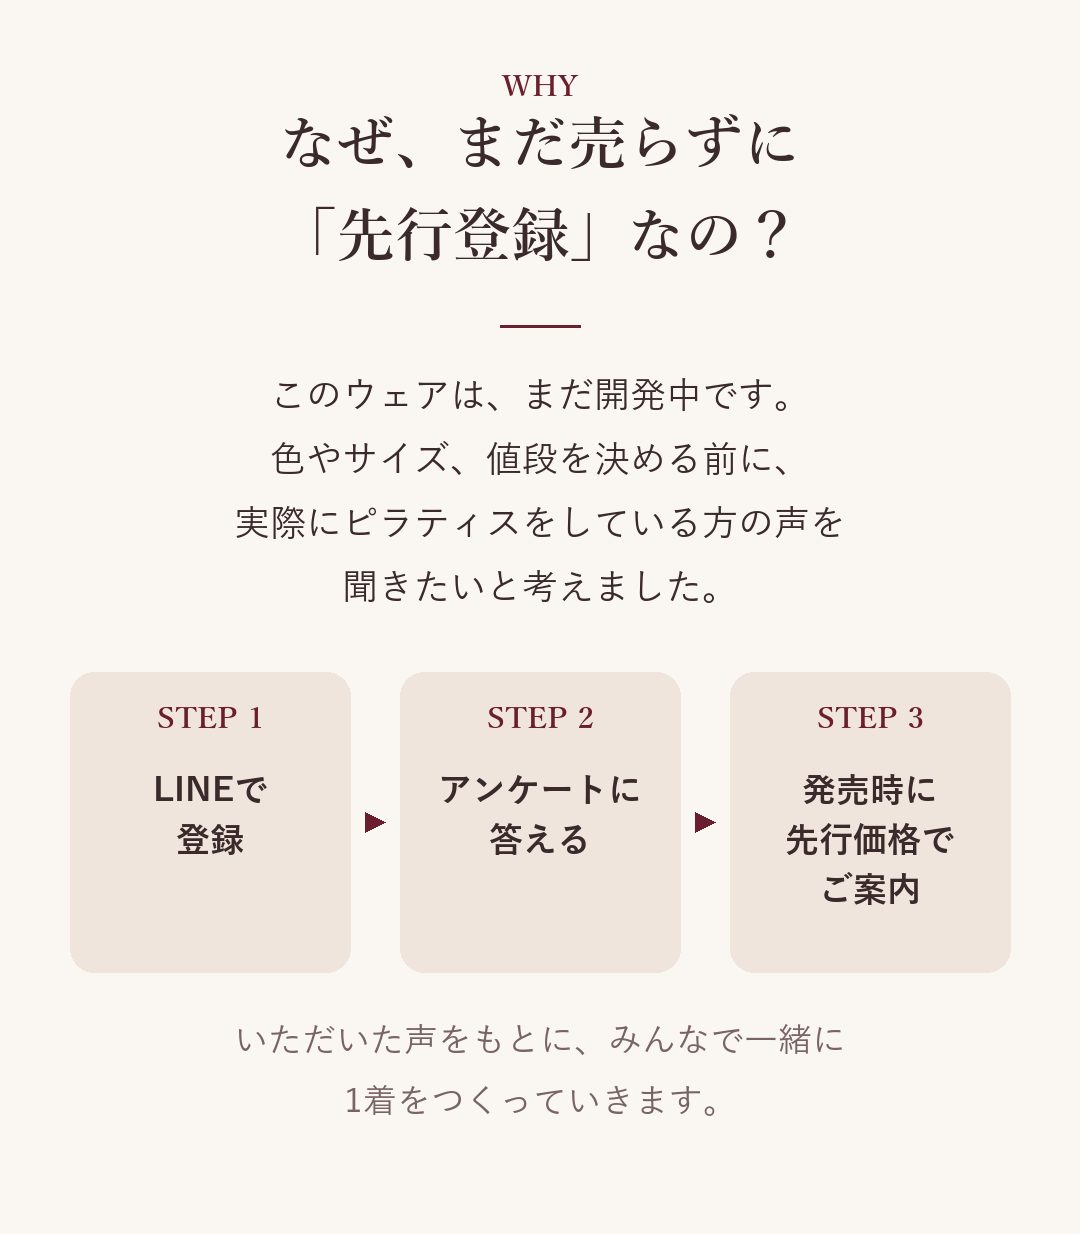 WHY
なぜ、まだ売らずに
「先行登録」なの？
このウェアは、まだ開発中です。
色やサイズ、値段を決める前に、
実際にピラティスをしている方の声を
聞きたいと考えました。
STEP 1
LINEで
登録
STEP 2
アンケートに
答える
STEP 3
発売時に
先行価格で
ご案内
いただいた声をもとに、みんなで一緒に
1着をつくっていきます。